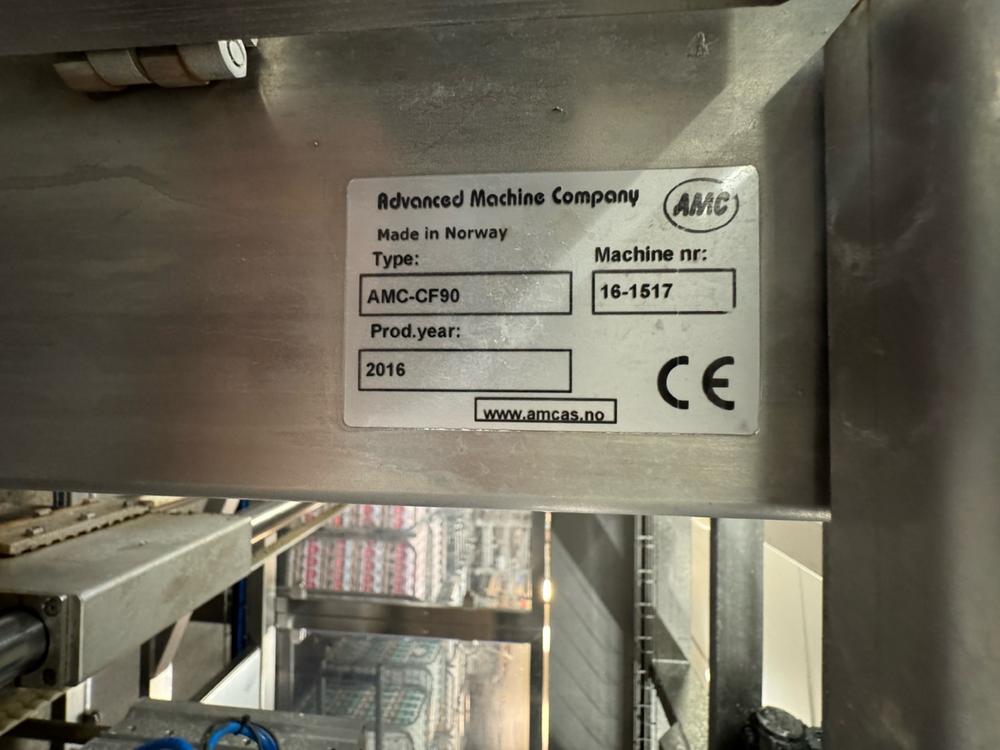 Advanced Machine Company
AMC
Made in Norway
Type:
Machine nr:
AMC-CF90
16-1517
Prod.year:
2016
CE
www.amcas.no